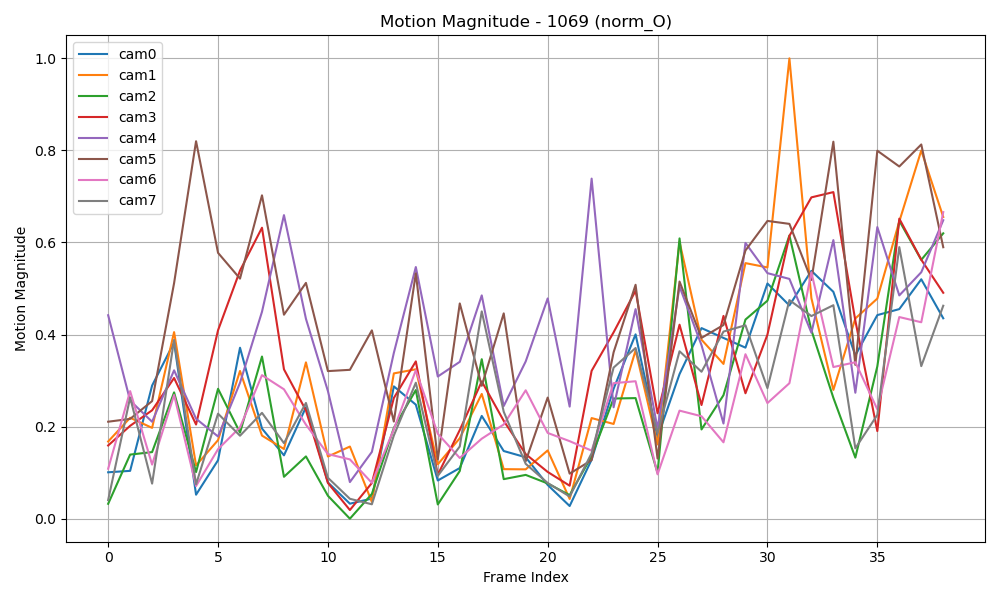 Motion Magnitude - 1069 (norm_O)
cam0
cam1
cam2
cam3
cam4
cam5
cam6
cam7
Motion Magnitude
1.0
0.8
0.6
0.4
0.2
0.0
0 5 10 15 20 25 30 35
Frame Index